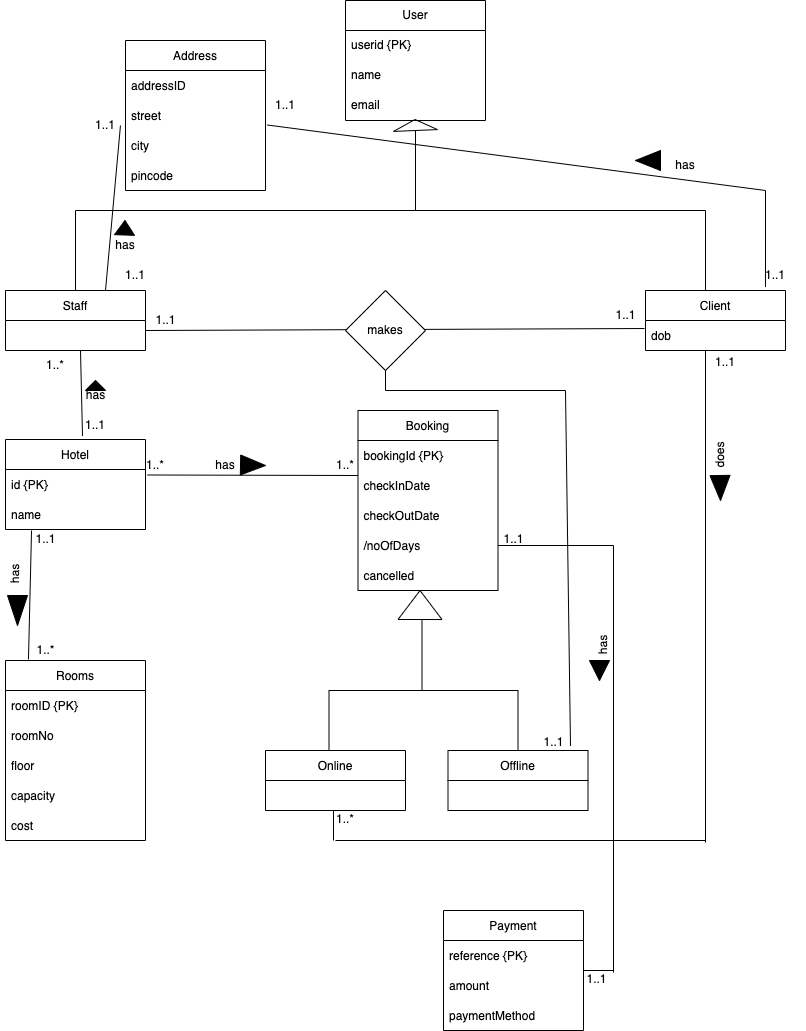 User
userid {PK}
name
email
Address
addressID
street
city
pincode
1..1
1..1
has
has
1..1
1..1
Staff
1..1
makes
1..1
Client
dob
1..*
1..1
has
1..1
Hotel
id {PK}
name
1..*
has
1..*
Booking
bookingId {PK}
checkInDate
checkOutDate
/noOfDays
cancelled
does
1..1
1..1
has
has
1..*
Rooms
roomID {PK}
roomNo
floor
capacity
cost
1..1
Online
Offline
1..*
Payment
reference {PK}
amount
paymentMethod
1..1